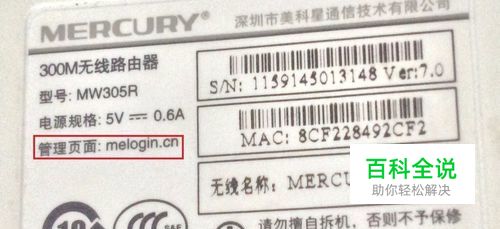 MERCURY
深圳市美科星通信技术有限公司
300M无线路由器
型号: MW305R
电源规格: 5V 0.6A
管理页面: melogin.cn
S/N: 1159145013148 Ver:7.0
MAC: 8CF228492CF2
无线名称: MERCU
请勿擅自拆机, 否则不予保修
百科全说
助你轻松解决